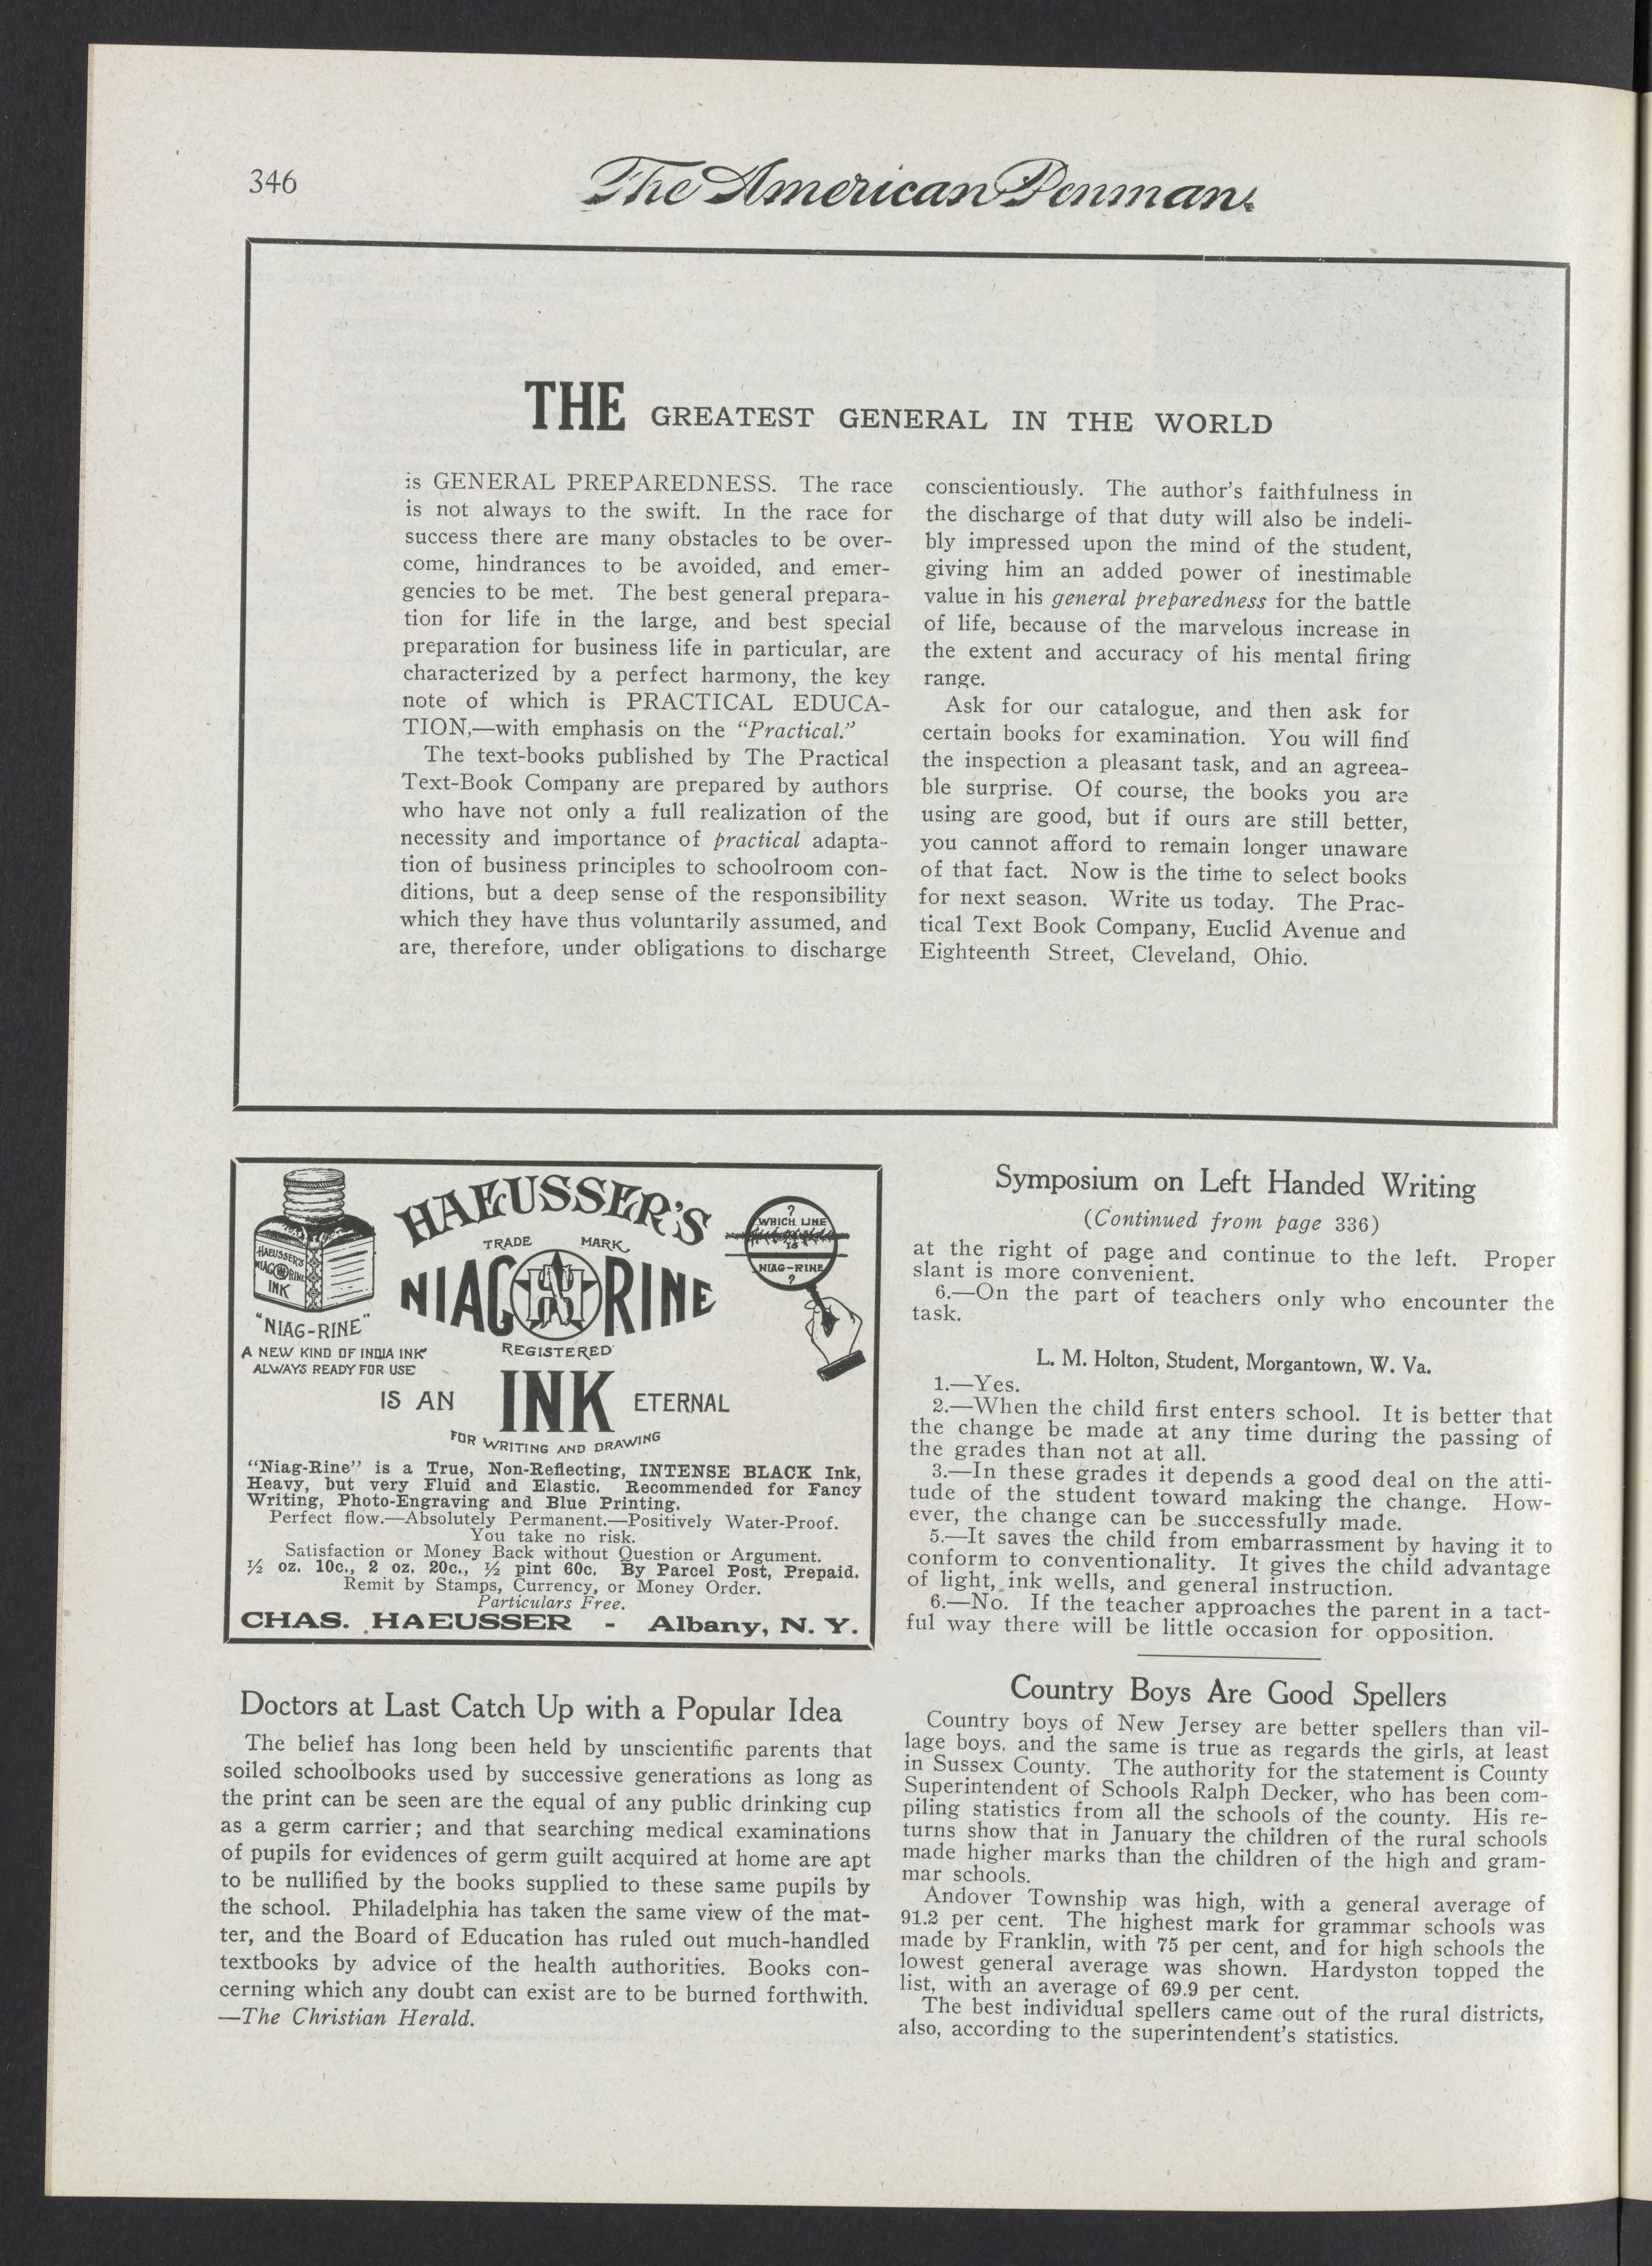 346
The American Penman
THE GREATEST GENERAL IN THE WORLD
is GENERAL PREPAREDNESS. The race
is not always to the swift. In the race for
success there are many obstacles to be over-
come, hindrances to be avoided, and emer-
gencies to be met. The best general prepara-
tion for life in the large, and best special
preparation for business life in particular, are
characterized by a perfect harmony, the key
note of which is PRACTICAL EDUCA-
TION,—with emphasis on the "Practical."
The text-books published by The Practical
Text-Book Company are prepared by authors
who have not only a full realization of the
necessity and importance of practical adapta-
tion of business principles to schoolroom con-
ditions, but a deep sense of the responsibility
which they have thus voluntarily assumed, and
are, therefore, under obligations to discharge
conscientiously. The author's faithfulness in
the discharge of that duty will also be indeli-
bly impressed upon the mind of the student,
giving him an added power of inestimable
value in his general preparedness for the battle
of life, because of the marvelous increase in
the extent and accuracy of his mental firing
range.
Ask for our catalogue, and then ask for
certain books for examination. You will find
the inspection a pleasant task, and an agreea-
ble surprise. Of course, the books you are
using are good, but if ours are still better,
you cannot afford to remain longer unaware
of that fact. Now is the time to select books
for next season. Write us today. The Prac-
tical Text Book Company, Euclid Avenue and
Eighteenth Street, Cleveland, Ohio.
HAEUSSER'S
NIAG RINE
INK
"NIAG-RINE"
A NEW KIND OF INDIA INK
ALWAYS READY FOR USE
HAEUSSER'S
TRADE MARK
NIAG RINE
REGISTERED
? WHICH LINE
IS
NIAG-RINE
?
IS AN INK ETERNAL
FOR WRITING AND DRAWING
"Niag-Rine" is a True, Non-Reflecting, INTENSE BLACK Ink,
Heavy, but very Fluid and Elastic. Recommended for Fancy
Writing, Photo-Engraving and Blue Printing.
Perfect flow.—Absolutely Permanent.—Positively Water-Proof.
You take no risk.
Satisfaction or Money Back without Question or Argument.
½ oz. 10c., 2 oz. 20c., ½ pint 60c. By Parcel Post, Prepaid.
Remit by Stamps, Currency, or Money Order.
Particulars Free.
CHAS. HAEUSSER - Albany, N. Y.
Doctors at Last Catch Up with a Popular Idea
The belief has long been held by unscientific parents that
soiled schoolbooks used by successive generations as long as
the print can be seen are the equal of any public drinking cup
as a germ carrier; and that searching medical examinations
of pupils for evidences of germ guilt acquired at home are apt
to be nullified by the books supplied to these same pupils by
the school. Philadelphia has taken the same view of the mat-
ter, and the Board of Education has ruled out much-handled
textbooks by advice of the health authorities. Books con-
cerning which any doubt can exist are to be burned forthwith.
—The Christian Herald.
Symposium on Left Handed Writing
(Continued from page 336)
at the right of page and continue to the left. Proper
slant is more convenient.
6.—On the part of teachers only who encounter the
task.
L. M. Holton, Student, Morgantown, W. Va.
1.—Yes.
2.—When the child first enters school. It is better that
the change be made at any time during the passing of
the grades than not at all.
3.—In these grades it depends a good deal on the atti-
tude of the student toward making the change. How-
ever, the change can be successfully made.
5.—It saves the child from embarrassment by having it to
conform to conventionality. It gives the child advantage
of light, ink wells, and general instruction.
6.—No. If the teacher approaches the parent in a tact-
ful way there will be little occasion for opposition.
Country Boys Are Good Spellers
Country boys of New Jersey are better spellers than vil-
lage boys, and the same is true as regards the girls, at least
in Sussex County. The authority for the statement is County
Superintendent of Schools Ralph Decker, who has been com-
piling statistics from all the schools of the county. His re-
turns show that in January the children of the rural schools
made higher marks than the children of the high and gram-
mar schools.
Andover Township was high, with a general average of
91.2 per cent. The highest mark for grammar schools was
made by Franklin, with 75 per cent, and for high schools the
lowest general average was shown. Hardyston topped the
list, with an average of 69.9 per cent.
The best individual spellers came out of the rural districts,
also, according to the superintendent's statistics.